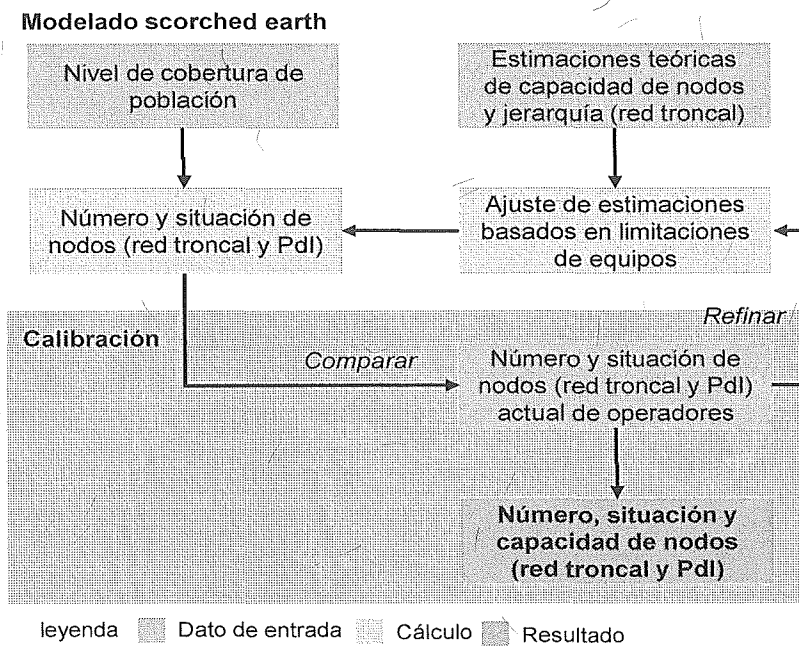 Modelado scorched earth
Nivel de cobertura de
población
Estimaciones teóricas
de capacidad de nodos
y jerarquía (red troncal)
Número y situación de
nodos (red troncal y PdI)
Ajuste de estimaciones
basados en limitaciones
de equipos
Refinar
Calibración
Comparar
Número y situación de
nodos (red troncal y PdI)
actual de operadores
Número, situación y
capacidad de nodos
(red troncal y PdI)
leyenda Dato de entrada Cálculo Resultado